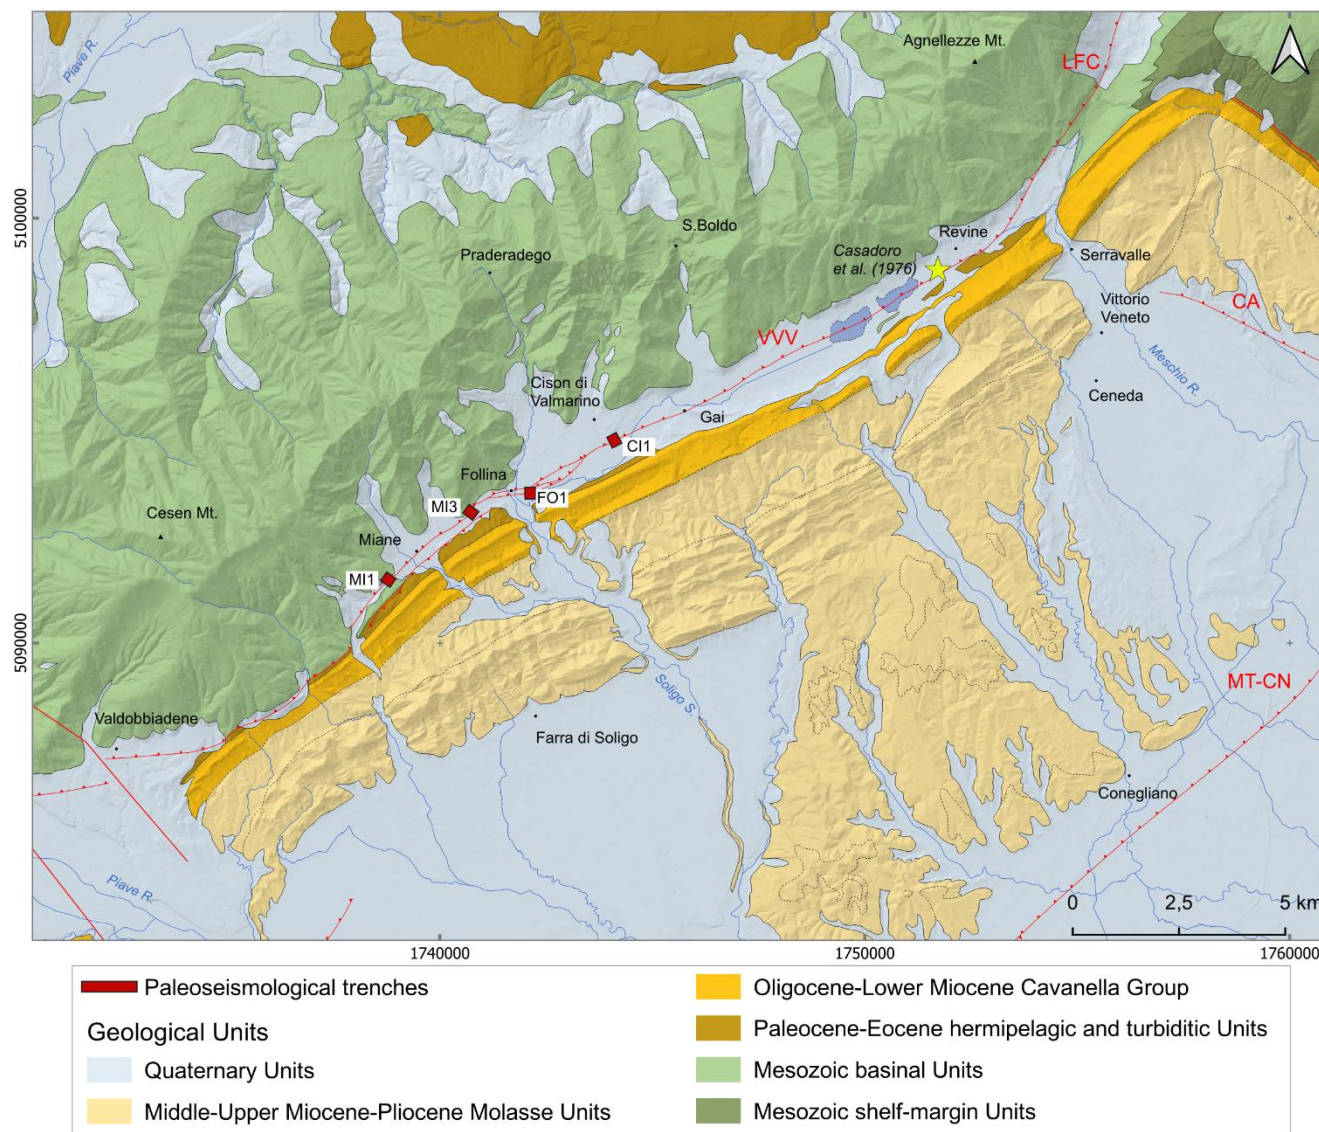 Piave R.
Agnellezze Mt.
LFC
5100000
S.Boldo
Praderadego
Casadoro
et al. (1976)
Revine
Serravalle
Vittorio
Veneto
CA
VVV
Meschio R.
Cison di
Valmarino
Gai
Ceneda
CI1
Follina
FO1
MI3
Cesen Mt.
Miane
MI1
5090000
Soligo S.
MT-CN
Valdobbiadene
Farra di Soligo
Conegliano
Piave R.
0 2,5 5 km
1740000 1750000 1760000
Paleoseismological trenches
Geological Units
Quaternary Units
Middle-Upper Miocene-Pliocene Molasse Units
Oligocene-Lower Miocene Cavanella Group
Paleocene-Eocene hermipelagic and turbiditic Units
Mesozoic basinal Units
Mesozoic shelf-margin Units